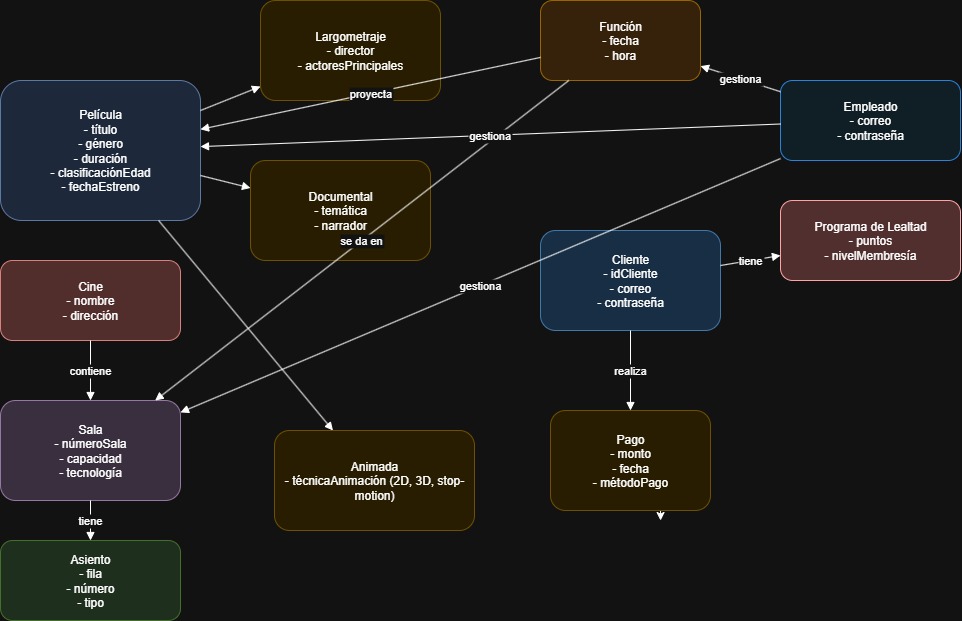 Largometraje
- director
- actoresPrincipales
Función
- fecha
- hora
gestiona
proyecta
Película
- título
- género
- duración
- clasificaciónEdad
- fechaEstreno
Empleado
- correo
- contraseña
gestiona
Documental
- temática
- narrador
se da en
Programa de Lealtad
- puntos
- nivelMembresía
Cliente
- idCliente
- correo
- contraseña
tiene
Cine
- nombre
- dirección
gestiona
contiene
realiza
Sala
- númeroSala
- capacidad
- tecnología
Animada
- técnicaAnimación (2D, 3D, stop-
motion)
Pago
- monto
- fecha
- métodoPago
tiene
Asiento
- fila
- número
- tipo